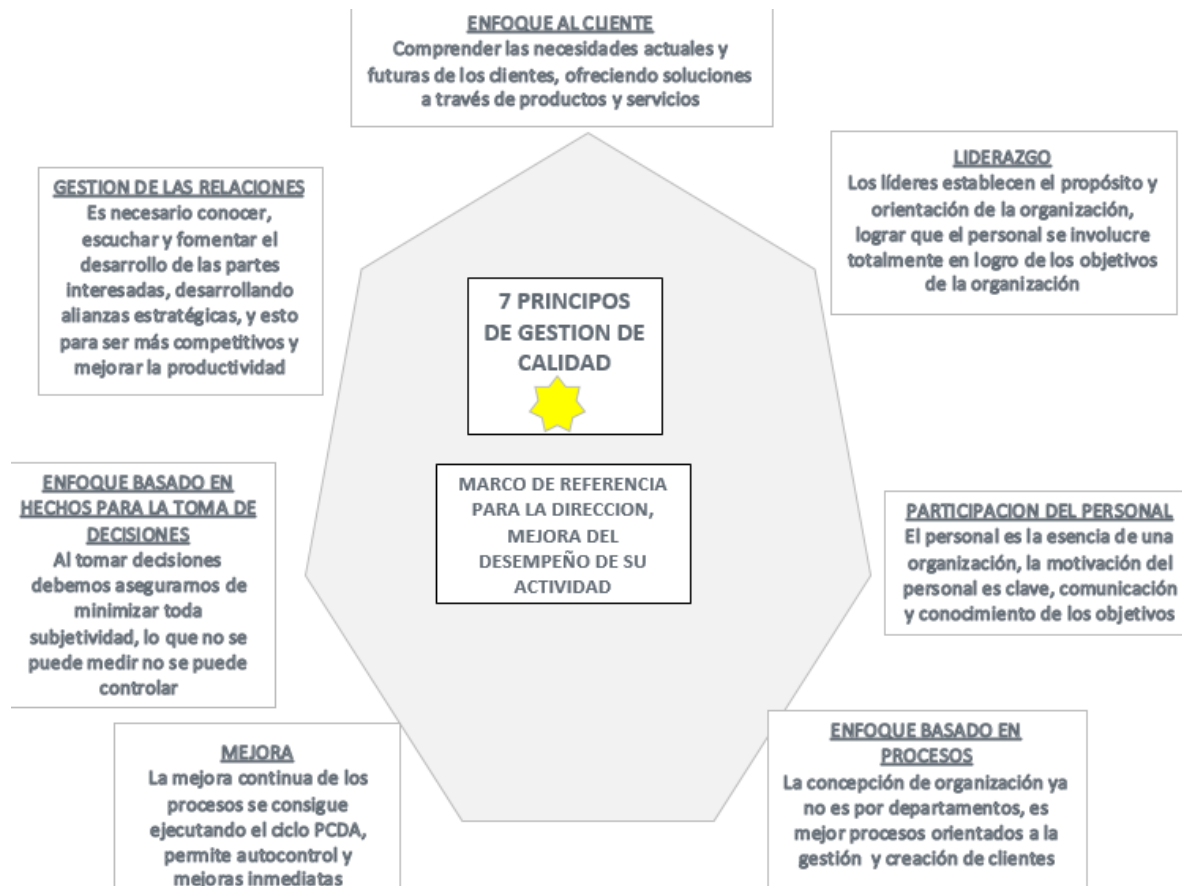 ENFOQUE AL CLIENTE
Comprender las necesidades actuales y
futuras de los clientes, ofreciendo soluciones
a través de productos y servicios
LIDERAZGO
Los líderes establecen el propósito y
orientación de la organización,
lograr que el personal se involucre
totalmente en logro de los objetivos
de la organización
GESTION DE LAS RELACIONES
Es necesario conocer,
escuchar y fomentar el
desarrollo de las partes
interesadas, desarrollando
alianzas estratégicas, y esto
para ser más competitivos y
mejorar la productividad
7 PRINCIPOS
DE GESTION DE
CALIDAD
MARCO DE REFERENCIA
PARA LA DIRECCION,
MEJORA DEL
DESEMPEÑO DE SU
ACTIVIDAD
ENFOQUE BASADO EN
HECHOS PARA LA TOMA DE
DECISIONES
Al tomar decisiones
debemos aseguramos de
minimizar toda
subjetividad, lo que no se
puede medir no se puede
controlar
PARTICIPACION DEL PERSONAL
El personal es la esencia de una
organización, la motivación del
personal es clave, comunicación
y conocimiento de los objetivos
MEJORA
La mejora continua de los
procesos se consigue
ejecutando el ciclo PCDA,
permite autocontrol y
mejoras inmediatas
ENFOQUE BASADO EN
PROCESOS
La concepción de organización ya
no es por departamentos, es
mejor procesos orientados a la
gestión y creación de clientes